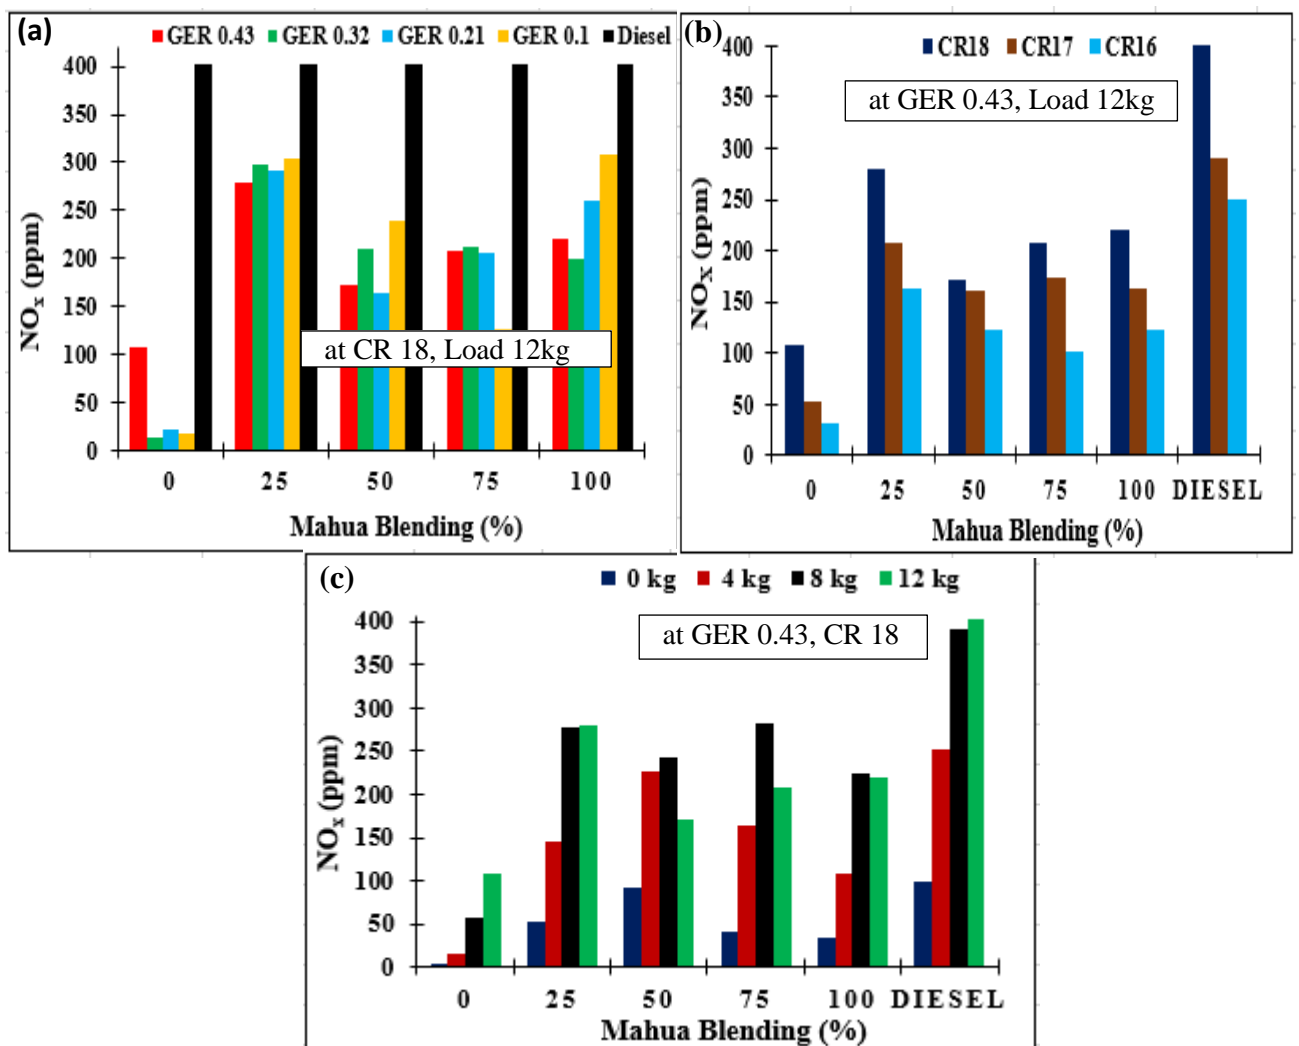 (a)
GER 0.43 GER 0.32 GER 0.21 GER 0.1 Diesel
400
350
300
250
200
150
100
50
0
NOx (ppm)
at CR 18, Load 12kg
0 25 50 75 100
Mahua Blending (%)
(b)
CR18 CR17 CR16
at GER 0.43, Load 12kg
400
350
300
250
200
150
100
50
0
NOX (ppm)
0 25 50 75 100 DIESEL
Mahua Blending (%)
(c)
0 kg 4 kg 8 kg 12 kg
at GER 0.43, CR 18
400
350
300
250
200
150
100
50
0
NOx (ppm)
0 25 50 75 100 DIESEL
Mahua Blending (%)